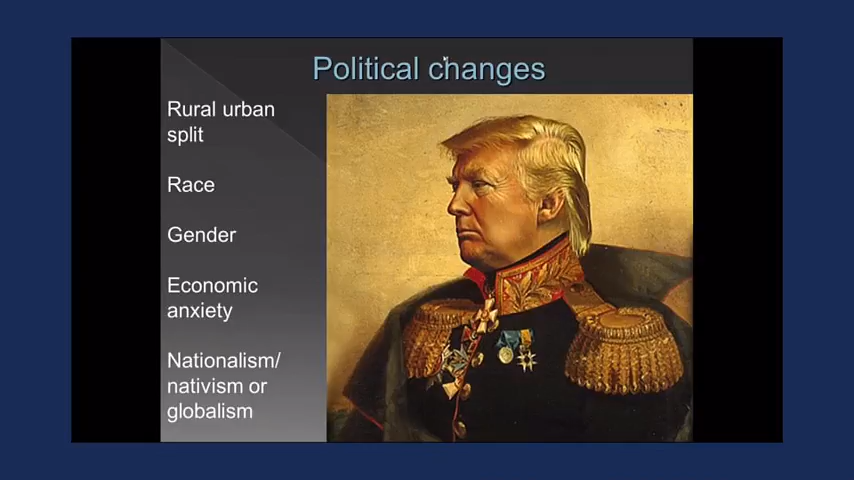 Political changes
Rural urban
split
Race
Gender
Economic
anxiety
Nationalism/
nativism or
globalism